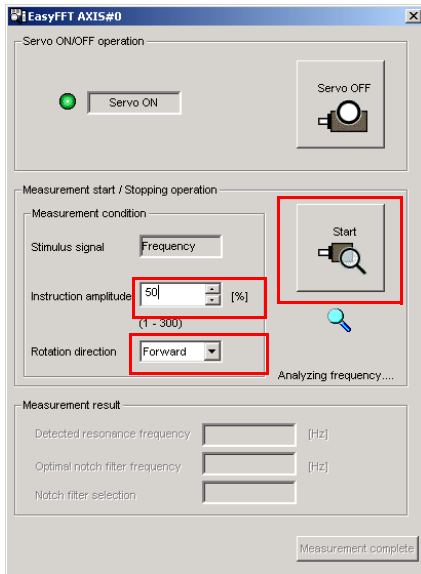 EasyFFT AXIS#0
Servo ON/OFF operation
Servo ON
Servo OFF
Measurement start / Stopping operation
Measurement condition
Stimulus signal Frequency
Start
Instruction amplitude 50 [%]
(1 - 300)
Rotation direction Forward
Analyzing frequency....
Measurement result
Detected resonance frequency [Hz]
Optimal notch filter frequency [Hz]
Notch filter selection
Measurement complete